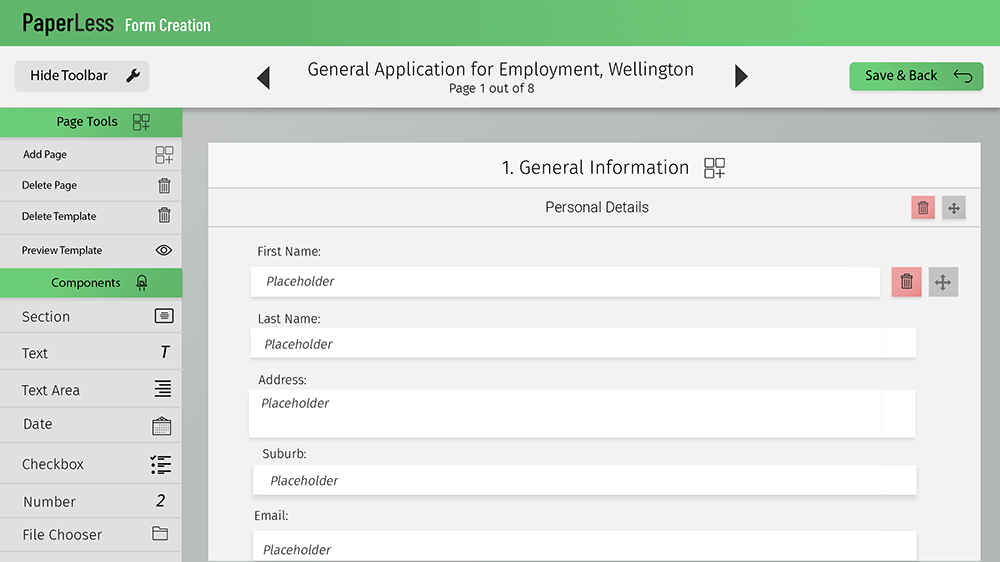 PaperLess Form Creation
Hide Toolbar
General Application for Employment, Wellington
Page 1 out of 8
Save & Back
Page Tools
Add Page
Delete Page
Delete Template
Preview Template
Components
Section
Text
T
Text Area
Date
Checkbox
Number
2
File Chooser
1. General Information
Personal Details
First Name:
Placeholder
Last Name:
Placeholder
Address:
Placeholder
Suburb:
Placeholder
Email:
Placeholder